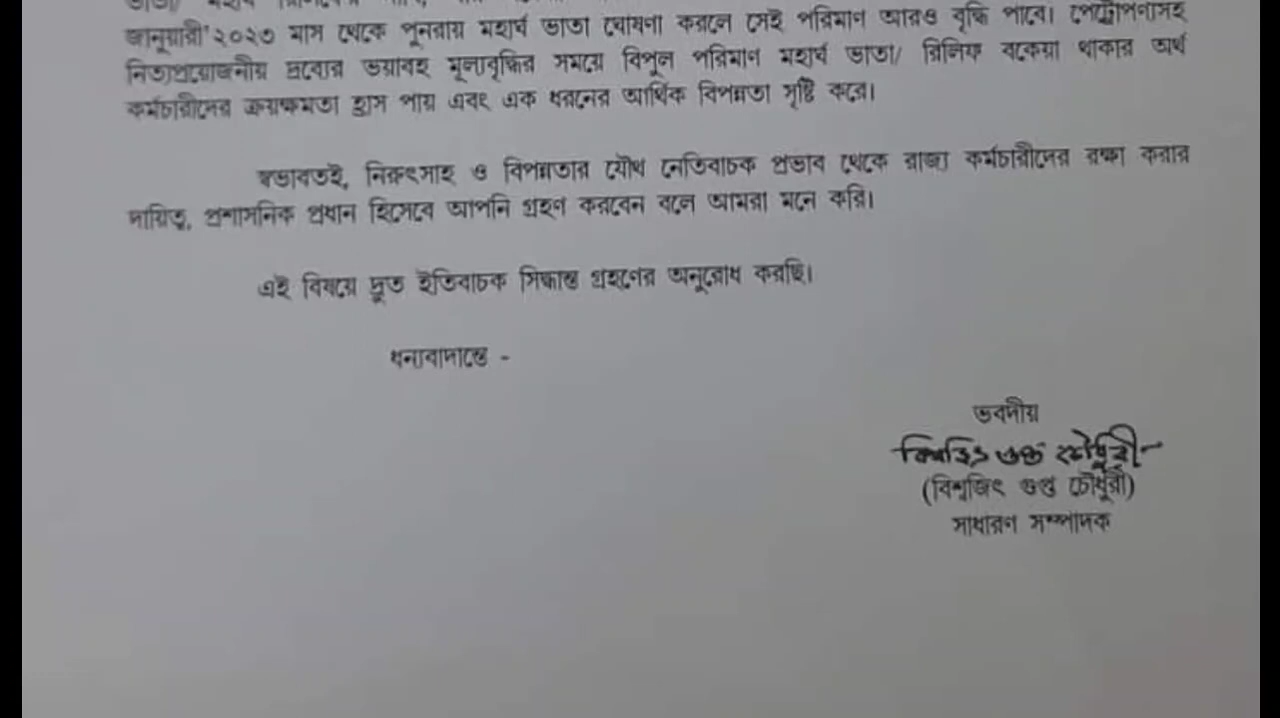 জানুয়ারী'২০২৩ মাস থেকে পুনরায় মহার্ঘ ভাতা ঘোষণা করলে সেই পরিমাণ আরও বৃদ্ধি পাবে। পেট্রোপণ্যসহ
নিত্যপ্রয়োজনীয় দ্রব্যের ভয়াবহ মূল্যবৃদ্ধির সময়ে বিপুল পরিমাণ মহার্ঘ ভাতা/ রিলিফ বকেয়া থাকার অর্থ
কর্মচারীদের ক্রয়ক্ষমতা হ্রাস পায় এবং এক ধরনের আর্থিক বিপন্নতা সৃষ্টি করে।
স্বভাবতই, নিরুৎসাহ ও বিপন্নতার যৌথ নেতিবাচক প্রভাব থেকে রাজ্য কর্মচারীদের রক্ষা করার
দায়িত্ব, প্রশাসনিক প্রধান হিসেবে আপনি গ্রহণ করবেন বলে আমরা মনে করি।
এই বিষয়ে দ্রুত ইতিবাচক সিদ্ধান্ত গ্রহণের অনুরোধ করছি।
ধন্যবাদান্তে -
ভবদীয়
বিশ্বজিৎ গুপ্ত চৌধুরী
(বিশ্বজিৎ গুপ্ত চৌধুরী)
সাধারণ সম্পাদক